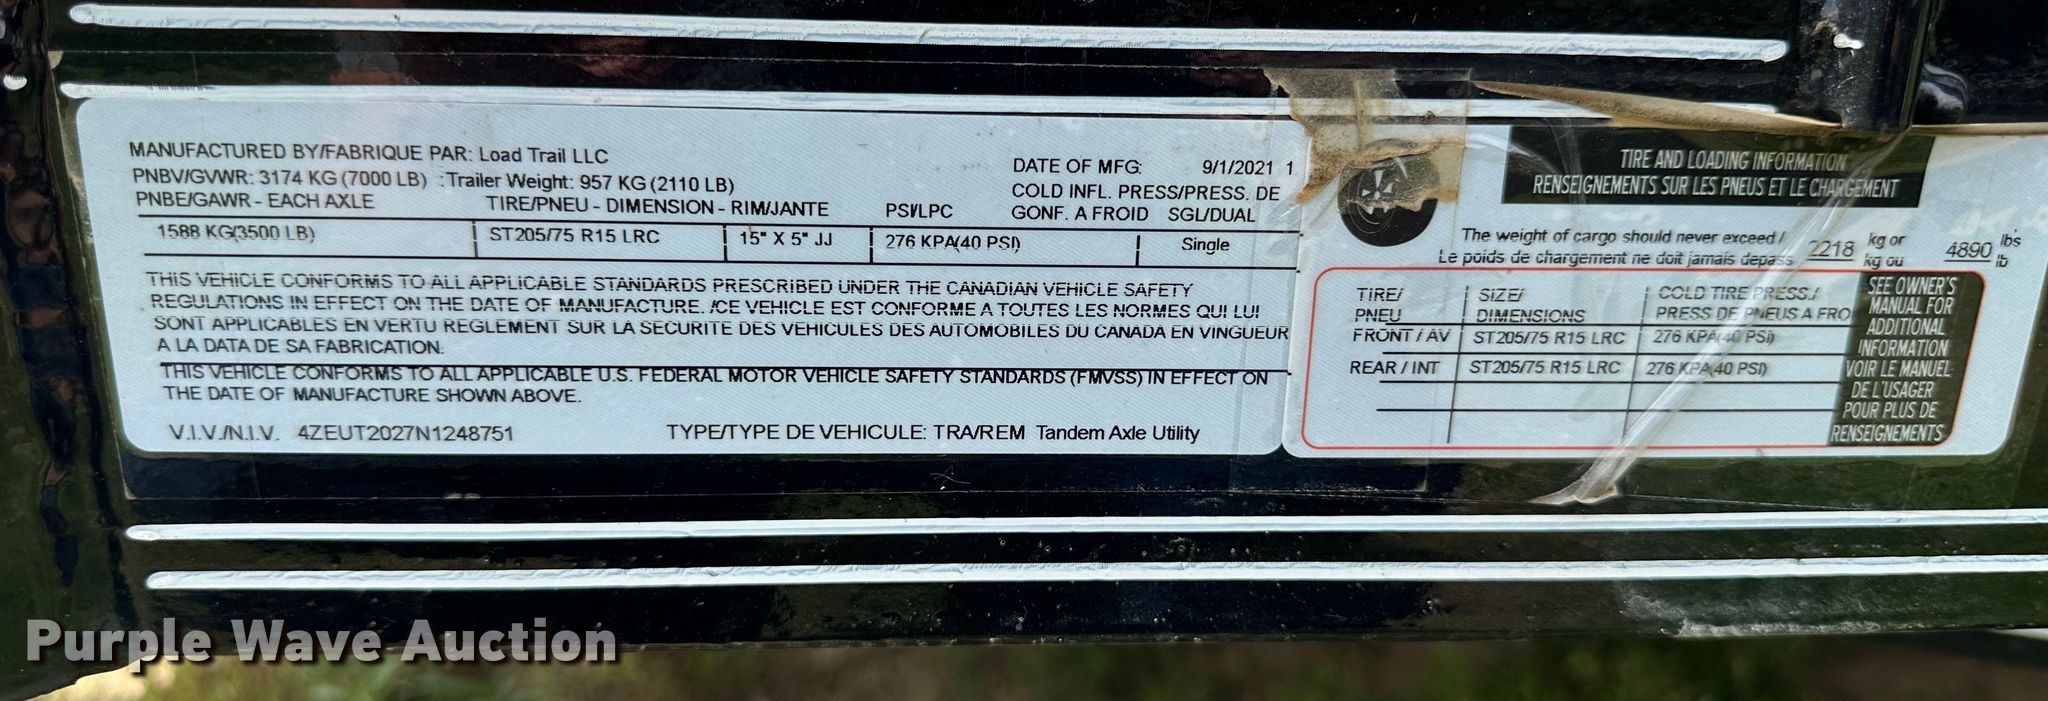 MANUFACTURED BY/FABRIQUE PAR: Load Trail LLC
DATE OF MFG: 9/1/2021 1
PNBV/GVWR: 3174 KG (7000 LB) :Trailer Weight: 957 KG (2110 LB)
COLD INFL. PRESS/PRESS. DE
PNBE/GAWR - EACH AXLE TIRE/PNEU - DIMENSION - RIM/JANTE PSI/LPC GONF. A FROID SGL/DUAL
1588 KG(3500 LB) ST205/75 R15 LRC 15" X 5" JJ 276 KPA(40 PSI) Single
THIS VEHICLE CONFORMS TO ALL APPLICABLE STANDARDS PRESCRIBED UNDER THE CANADIAN VEHICLE SAFETY
REGULATIONS IN EFFECT ON THE DATE OF MANUFACTURE. /CE VEHICLE EST CONFORME A TOUTES LES NORMES QUI LUI
SONT APPLICABLES EN VERTU REGLEMENT SUR LA SECURITE DES VEHICULES DES AUTOMOBILES DU CANADA EN VINGUEUR
A LA DATA DE SA FABRICATION.
THIS VEHICLE CONFORMS TO ALL APPLICABLE U.S. FEDERAL MOTOR VEHICLE SAFETY STANDARDS (FMVSS) IN EFFECT ON
THE DATE OF MANUFACTURE SHOWN ABOVE.
V.I.V./N.I.V. 4ZEUT2027N1248751 TYPE/TYPE DE VEHICULE: TRA/REM Tandem Axle Utility
TIRE AND LOADING INFORMATION
RENSEIGNEMENTS SUR LES PNEUS ET LE CHARGEMENT
The weight of cargo should never exceed / 2218 kg or 4890 lb's
Le poids de chargement ne doit jamais depass kg ou lb
TIRE/ SIZE/ COLD TIRE PRESS./
PNEU DIMENSIONS PRESS DE PNEUS A FRO
FRONT / AV ST205/75 R15 LRC 276 KPA(40 PSI)
REAR / INT ST205/75 R15 LRC 276 KPA(40 PSI)
SEE OWNER'S
MANUAL FOR
ADDITIONAL
INFORMATION
VOIR LE MANUEL
DE L'USAGER
POUR PLUS DE
RENSEIGNEMENTS
Purple Wave Auction